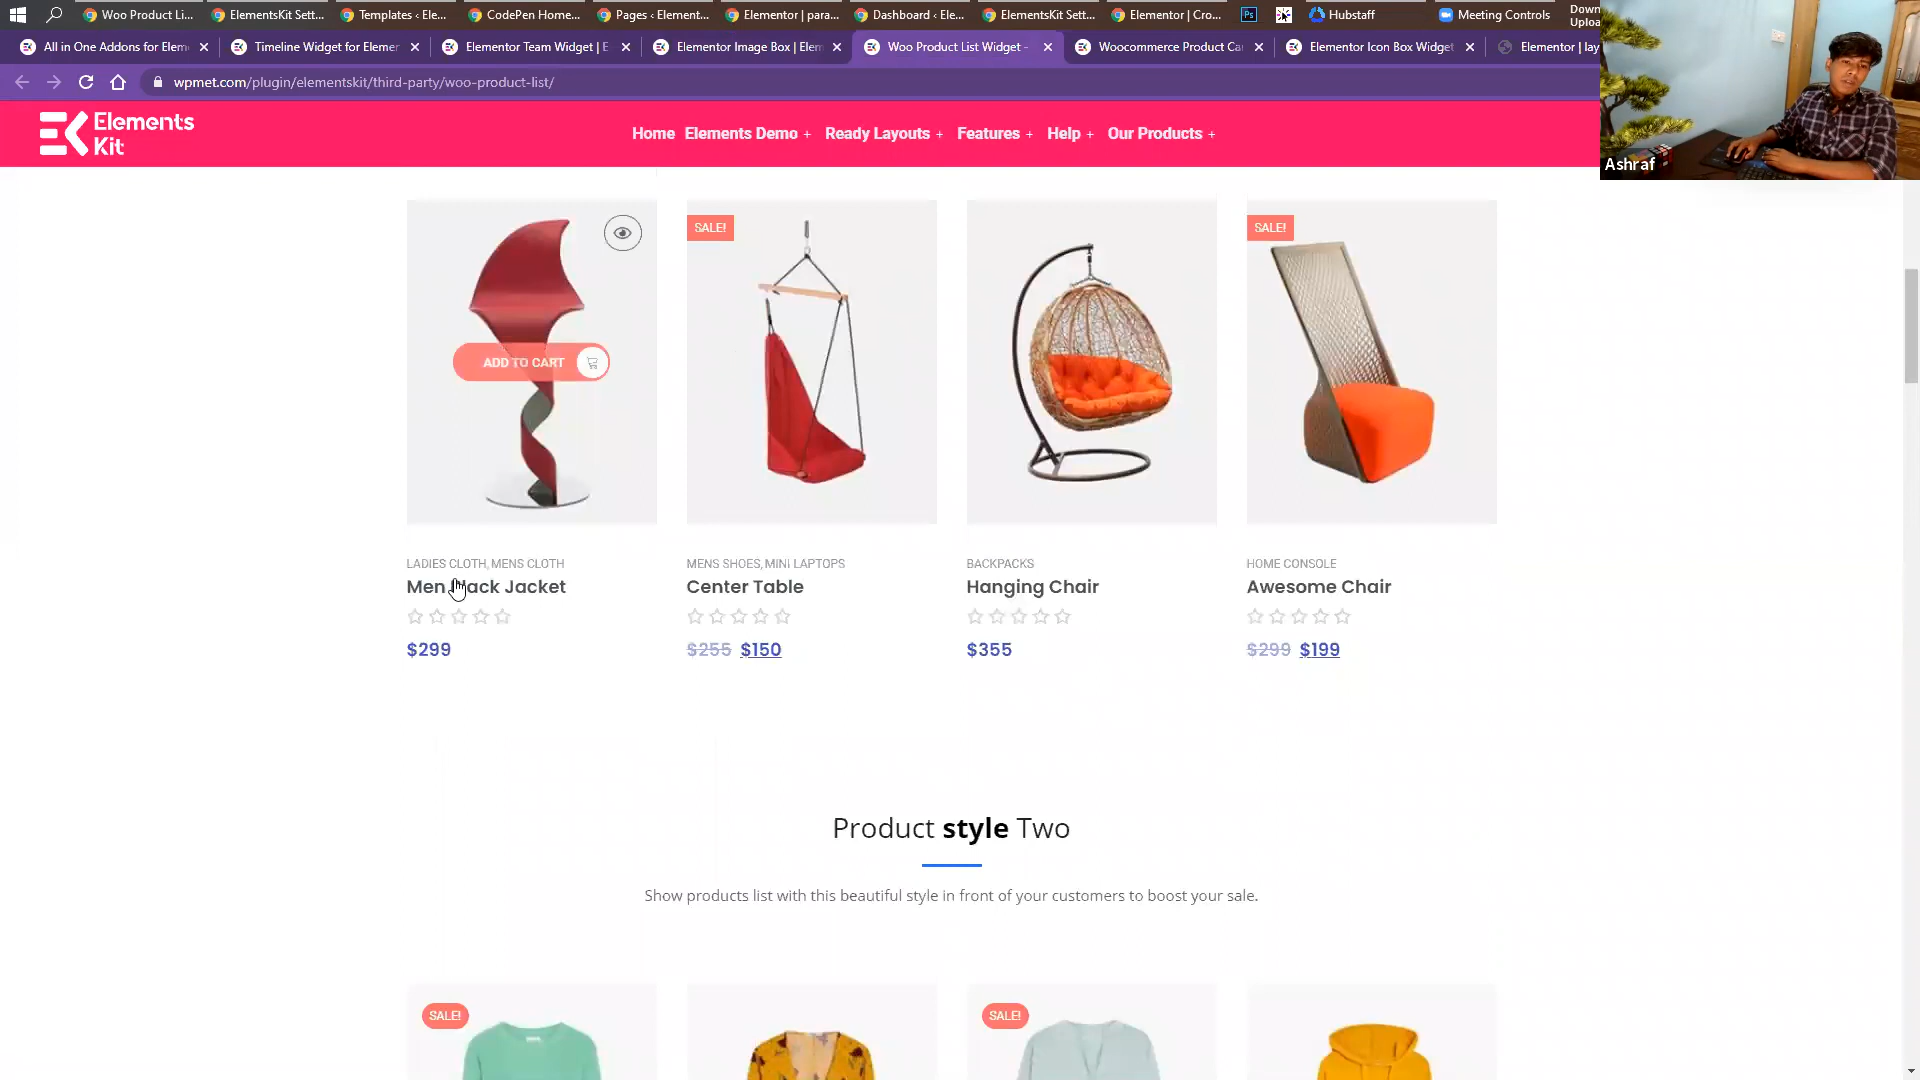 Woo Product Li... ElementsKit Sett... Templates ‹ Ele... CodePen Home... Pages ‹ Element... Elementor | para... Dashboard ‹ Ele... ElementsKit Sett... Elementor | Cro... Ps Hubstaff Meeting Controls Down Uploa
All in One Addons for Elem Timeline Widget for Elemer Elementor Team Widget | E Elementor Image Box | Elem Woo Product List Widget - Woocommerce Product Ca Elementor Icon Box Widget Elementor | lay
wpmet.com/plugin/elementskit/third-party/woo-product-list/
Elements Kit
Home Elements Demo + Ready Layouts + Features + Help + Our Products +
Ashraf
SALE! SALE!
ADD TO CART
LADIES CLOTH, MENS CLOTH MENS SHOES, MINI LAPTOPS BACKPACKS HOME CONSOLE
Men Jacket Center Table Hanging Chair Awesome Chair
$299 $255 $150 $355 $299 $199
Product style Two
Show products list with this beautiful style in front of your customers to boost your sale.
SALE! SALE!